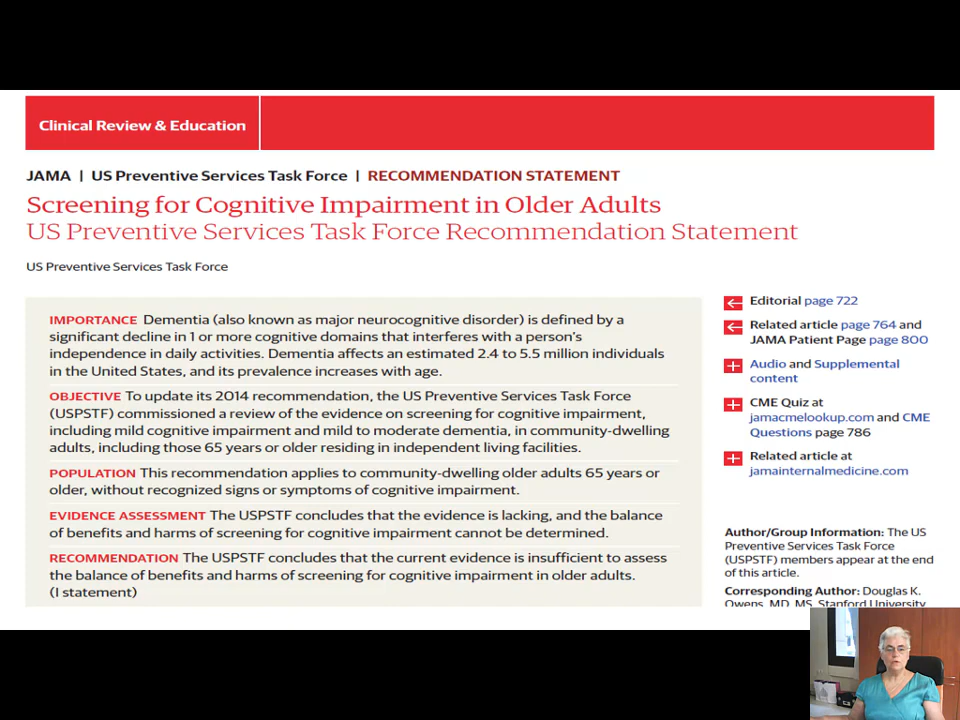 Clinical Review & Education
JAMA | US Preventive Services Task Force | RECOMMENDATION STATEMENT
Screening for Cognitive Impairment in Older Adults
US Preventive Services Task Force Recommendation Statement
US Preventive Services Task Force
IMPORTANCE Dementia (also known as major neurocognitive disorder) is defined by a
significant decline in 1 or more cognitive domains that interferes with a person's
independence in daily activities. Dementia affects an estimated 2.4 to 5.5 million individuals
in the United States, and its prevalence increases with age.
OBJECTIVE To update its 2014 recommendation, the US Preventive Services Task Force
(USPSTF) commissioned a review of the evidence on screening for cognitive impairment,
including mild cognitive impairment and mild to moderate dementia, in community-dwelling
adults, including those 65 years or older residing in independent living facilities.
POPULATION This recommendation applies to community-dwelling older adults 65 years or
older, without recognized signs or symptoms of cognitive impairment.
EVIDENCE ASSESSMENT The USPSTF concludes that the evidence is lacking, and the balance
of benefits and harms of screening for cognitive impairment cannot be determined.
RECOMMENDATION The USPSTF concludes that the current evidence is insufficient to assess
the balance of benefits and harms of screening for cognitive impairment in older adults.
(I statement)
Editorial page 722
Related article page 764 and
JAMA Patient Page page 800
Audio and Supplemental
content
CME Quiz at
jamacmelookup.com and CME
Questions page 786
Related article at
jamainternalmedicine.com
Author/Group Information: The US
Preventive Services Task Force
(USPSTF) members appear at the end
of this article.
Corresponding Author: Douglas K.
Owens, MD, MS, Stanford University